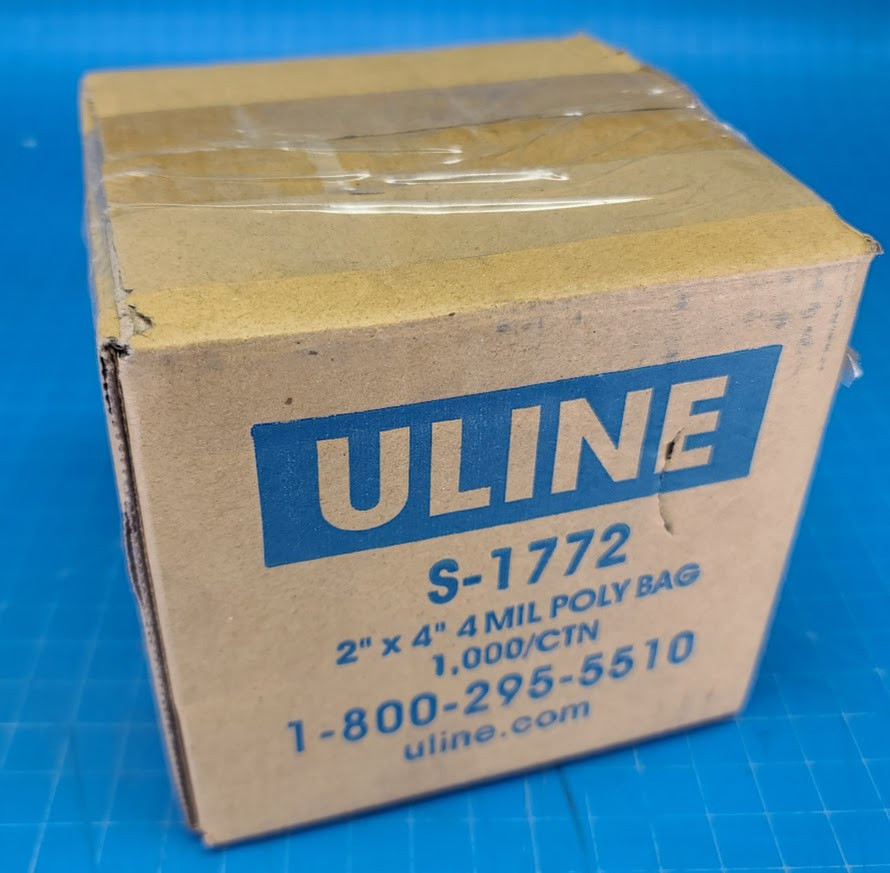 ULINE
S-1772
2" x 4" 4 MIL POLY BAG
1,000/CTN
1-800-295-5510
uline.com